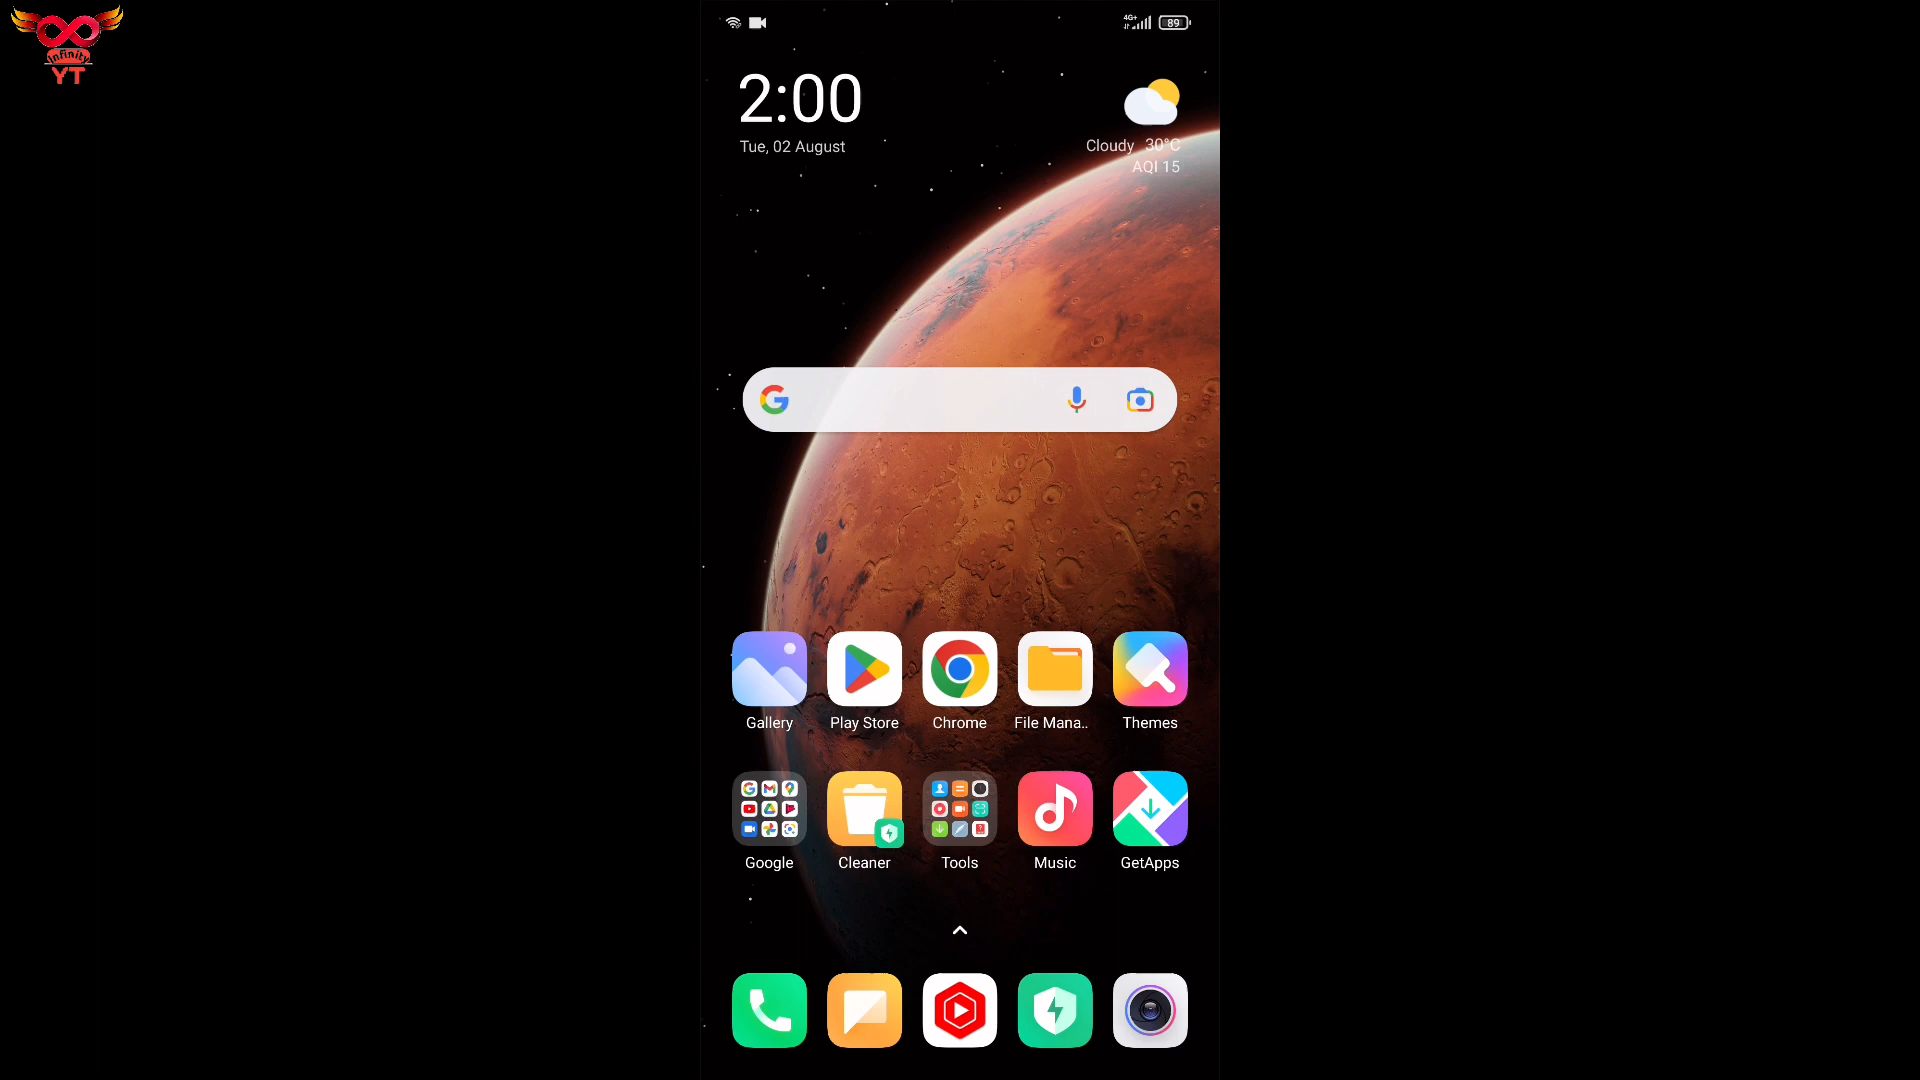 Infinity
YT
4G+
89
2:00
Tue, 02 August
Cloudy 30°C
AQI 15
Gallery
Play Store
Chrome
File Mana..
Themes
Google
Cleaner
Tools
Music
GetApps